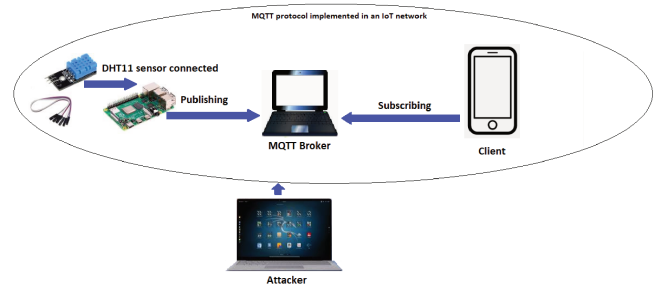 MQTT protocol implemented in an IoT network
DHT11 sensor connected
Publishing
Subscribing
MQTT Broker
Client
Attacker